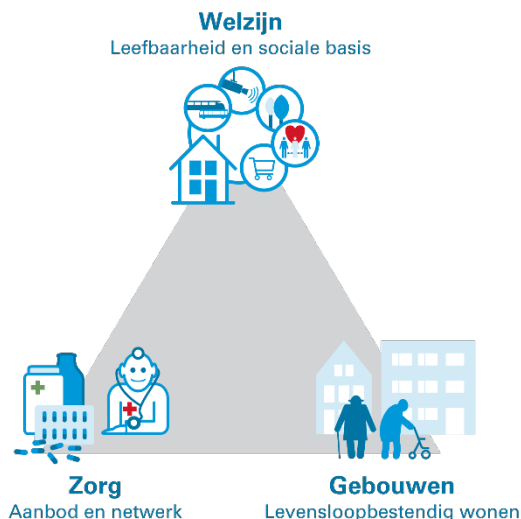 Welzijn
Leefbaarheid en sociale basis
Zorg
Aanbod en netwerk
Gebouwen
Levensloopbestendig wonen